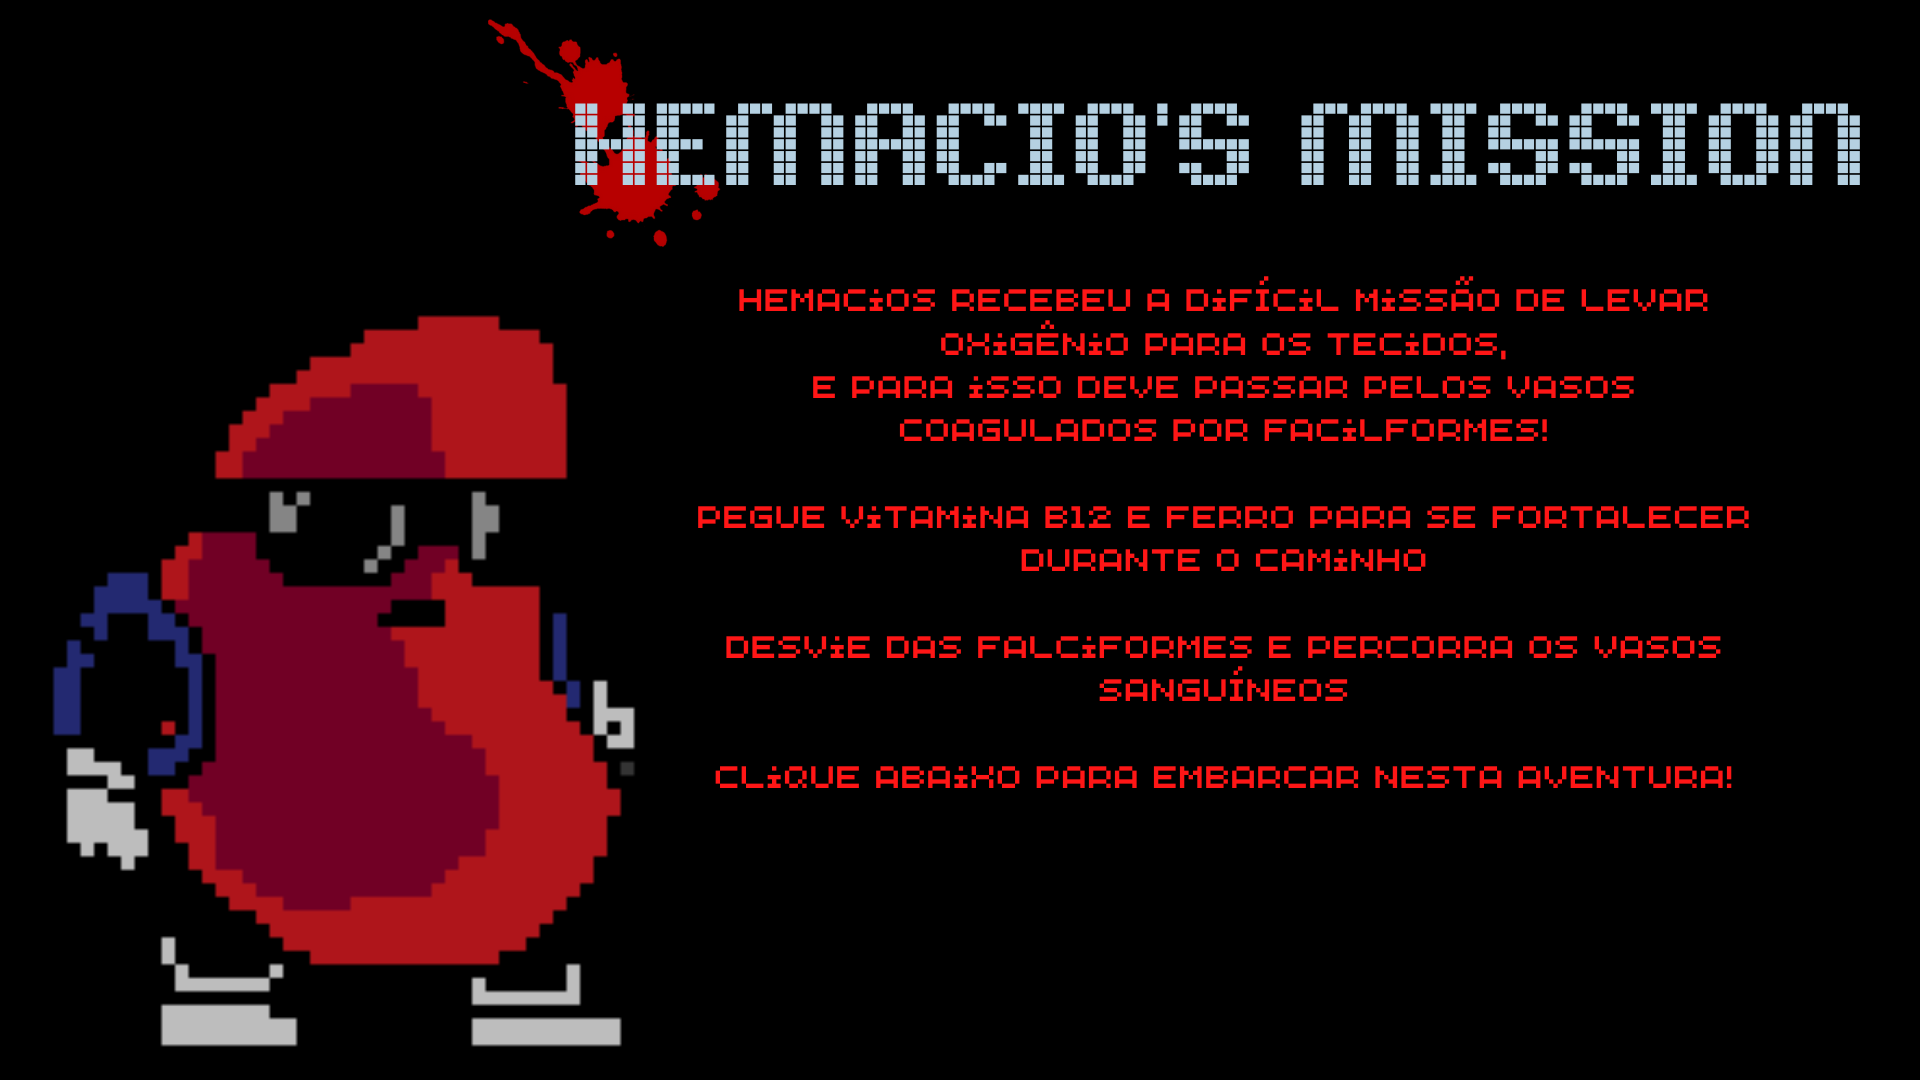 HEMACIO'S MISSION
HEMACIOS RECEBEU A DIFÍCIL MISSÃO DE LEVAR
OXIGÊNIO PARA OS TECIDOS,
E PARA ISSO DEVE PASSAR PELOS VASOS
COAGULADOS POR FACILFORMES!
PEGUE VITAMINA B12 E FERRO PARA SE FORTALECER
DURANTE O CAMINHO
DESVIE DAS FALCIFORMES E PERCORRA OS VASOS
SANGUÍNEOS
CLIQUE ABAIXO PARA EMBARCAR NESTA AVENTURA!